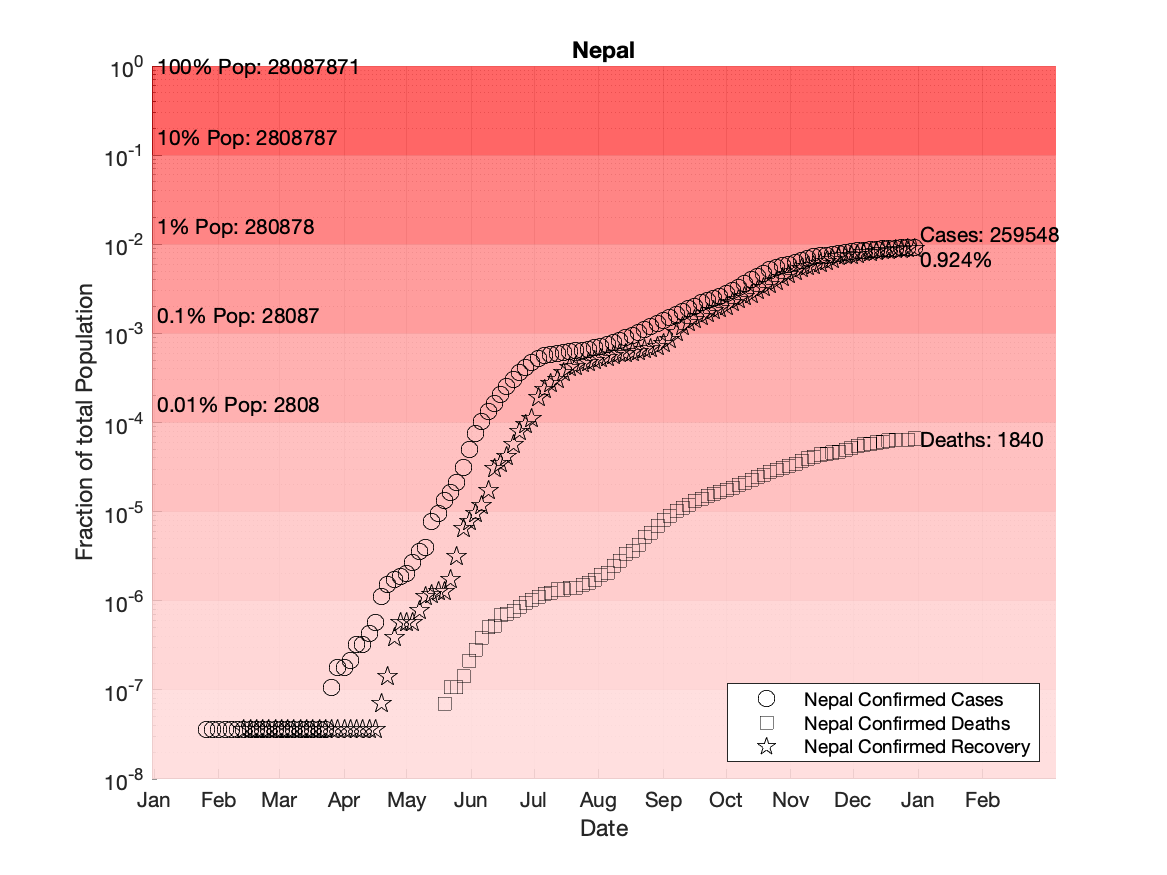 Nepal
10^0
100% Pop: 28087871
10% Pop: 2808787
10^-1
1% Pop: 280878
10^-2
Cases: 259548
0.924%
0.1% Pop: 28087
10^-3
0.01% Pop: 2808
10^-4
Deaths: 1840
10^-5
10^-6
10^-7
10^-8
Fraction of total Population
Nepal Confirmed Cases
Nepal Confirmed Deaths
Nepal Confirmed Recovery
Jan Feb Mar Apr May Jun Jul Aug Sep Oct Nov Dec Jan Feb
Date